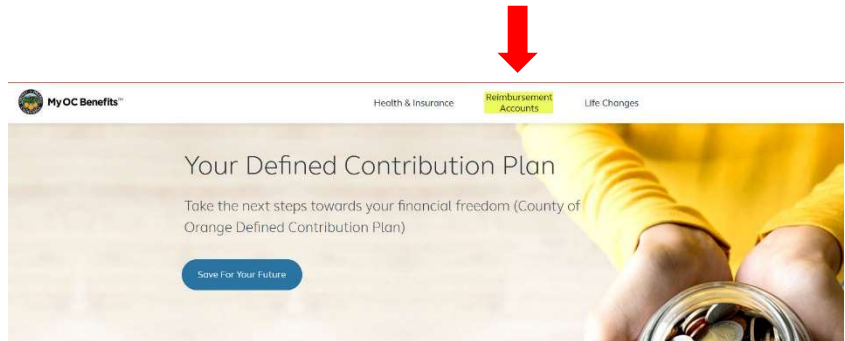 My OC Benefits™
Health & Insurance
Reimbursement
Accounts
Life Changes
Your Defined Contribution Plan
Take the next steps towards your financial freedom (County of
Orange Defined Contribution Plan)
Save For Your Future